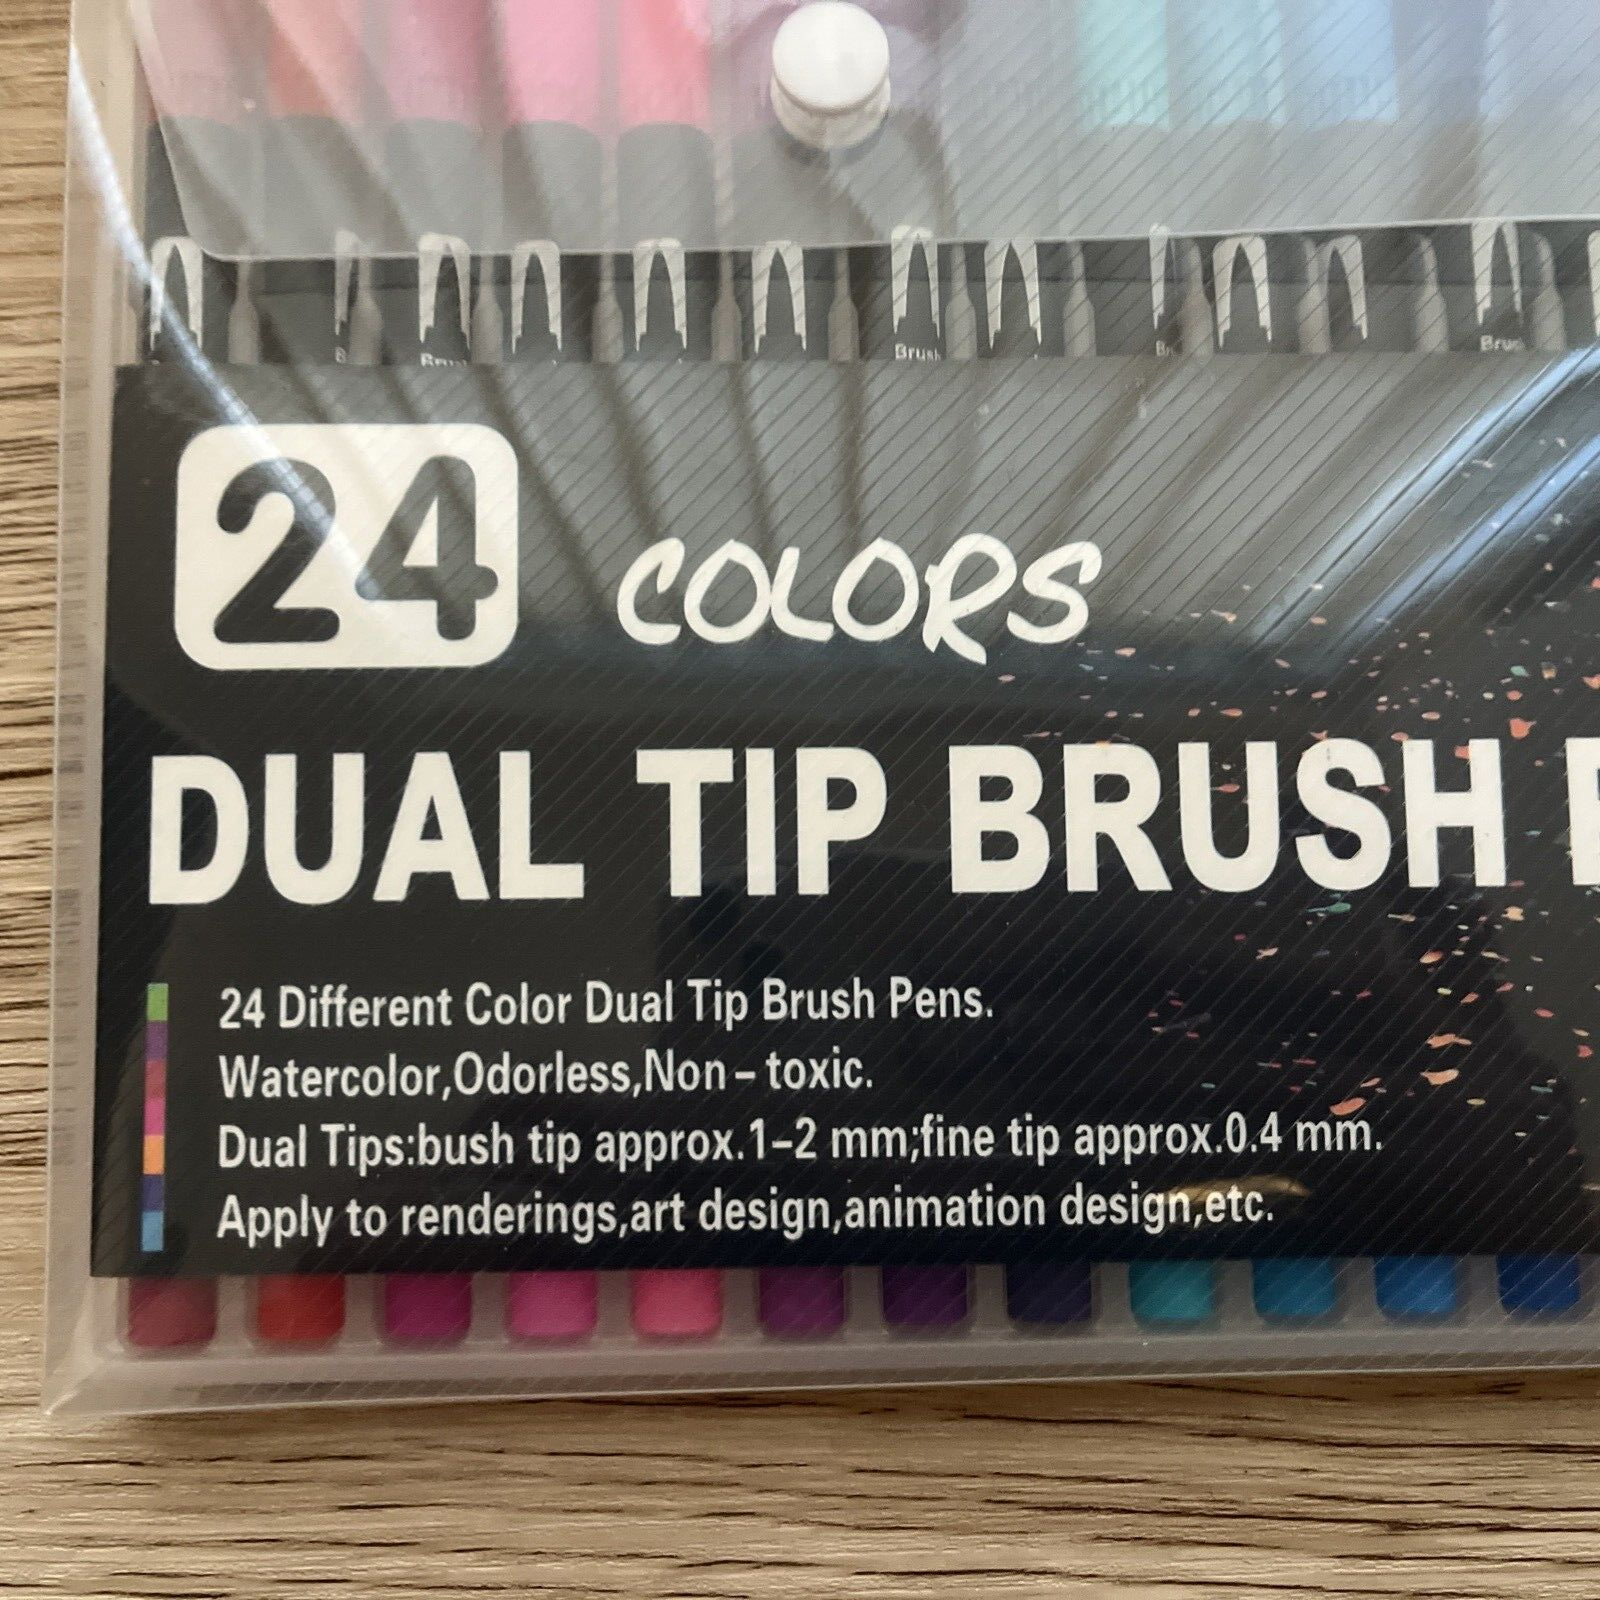 Brush
24 COLORS
DUAL TIP BRUSH
24 Different Color Dual Tip Brush Pens.
Watercolor,Odorless,Non-toxic.
Dual Tips:bush tip approx.1-2 mm;fine tip approx.0.4 mm.
Apply to renderings,art design,animation design,etc.